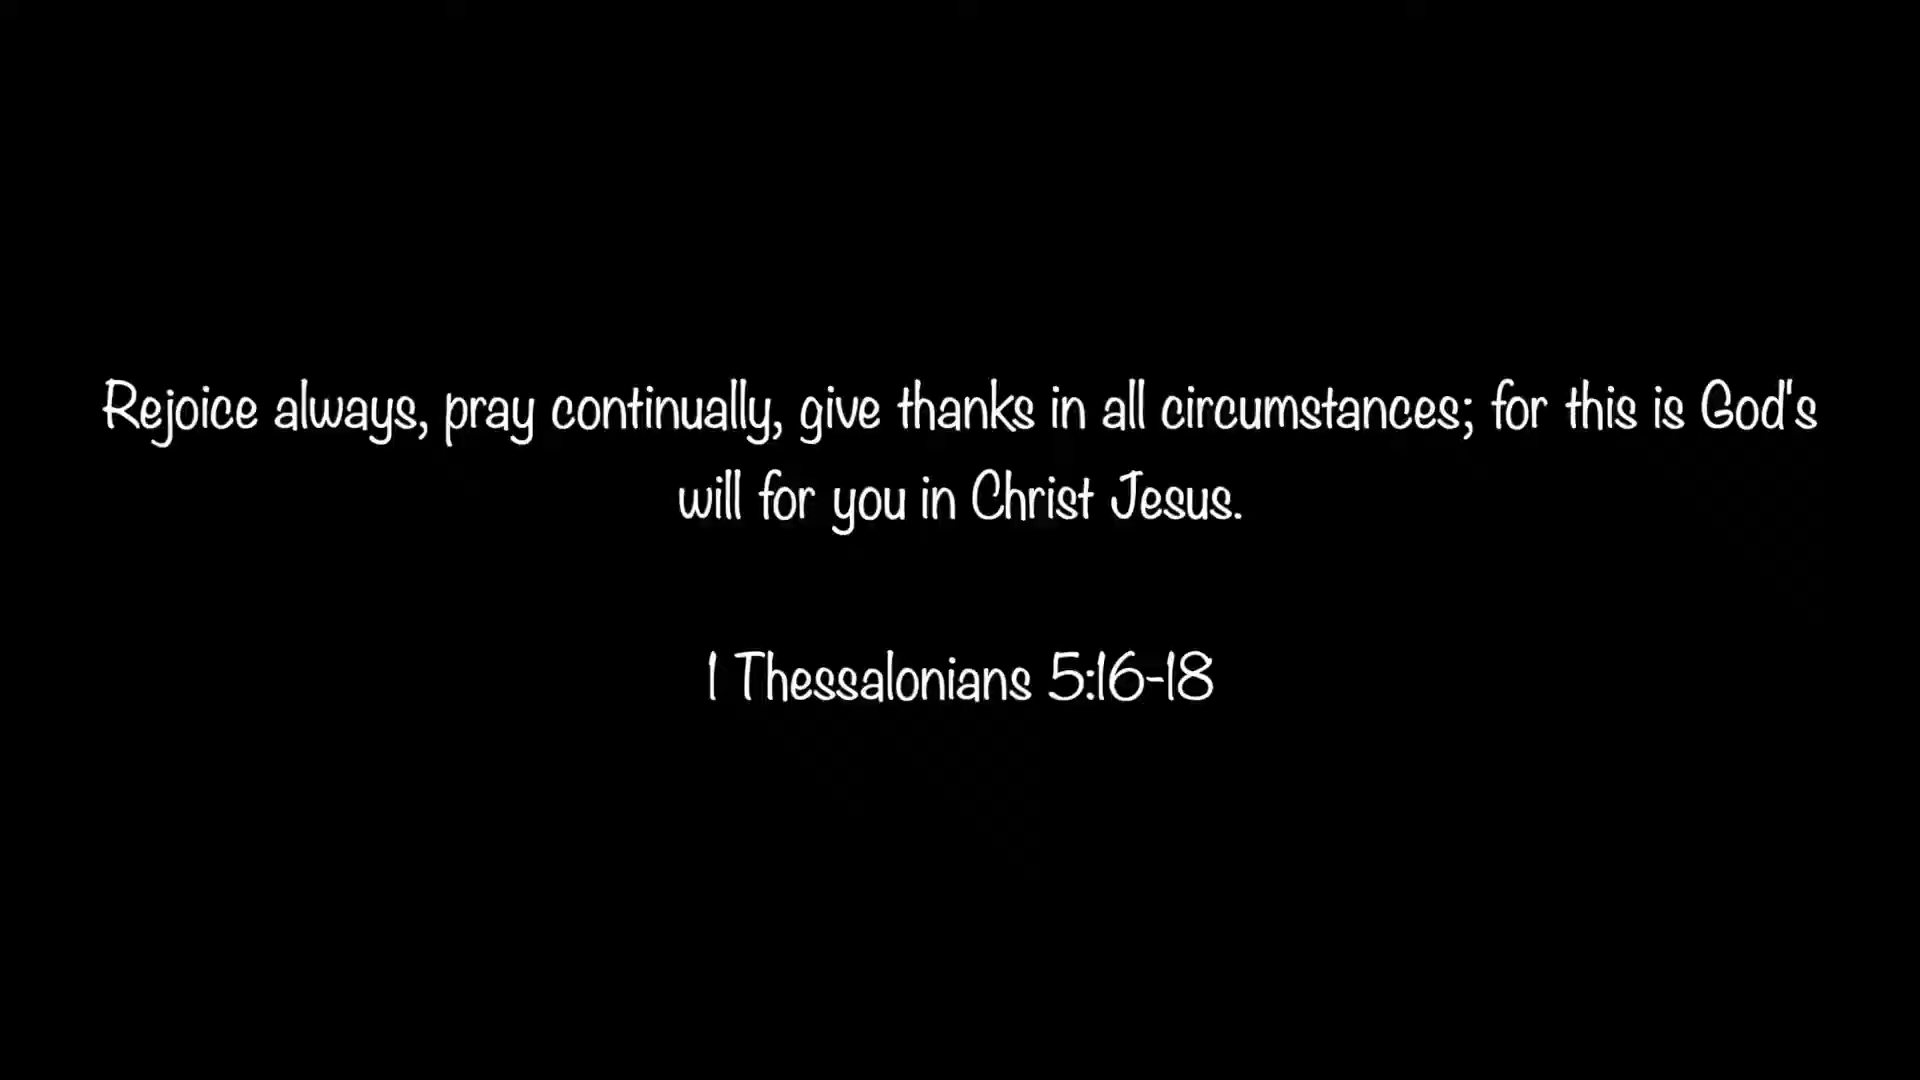 Rejoice always, pray continually, give thanks in all circumstances; for this is God's
will for you in Christ Jesus.
1 Thessalonians 5:16-18